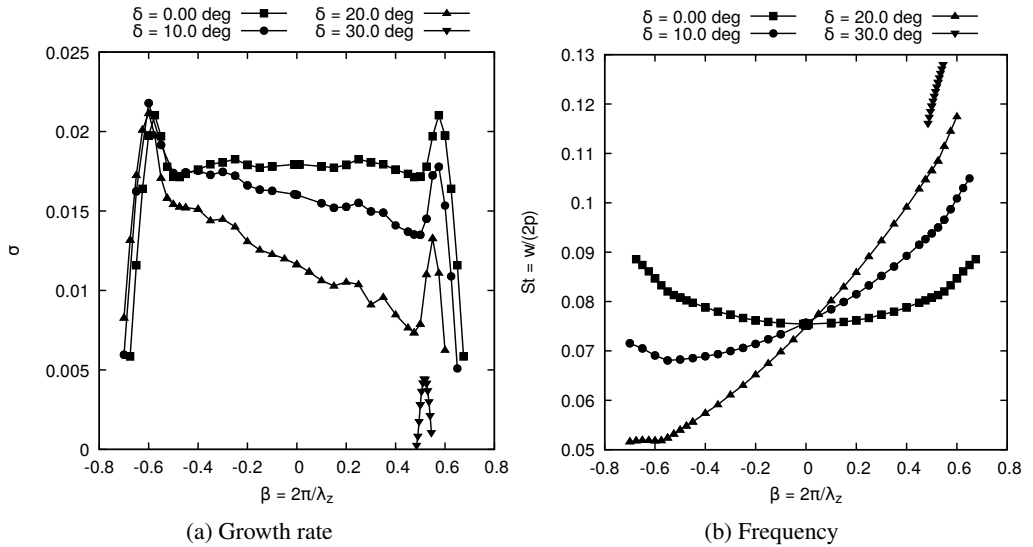 δ = 0.00 deg
δ = 10.0 deg
δ = 20.0 deg
δ = 30.0 deg
0.025
0.02
0.015
0.01
0.005
0
σ
-0.8 -0.6 -0.4 -0.2 0 0.2 0.4 0.6 0.8
β = 2π/λz
(a) Growth rate
δ = 0.00 deg
δ = 10.0 deg
δ = 20.0 deg
δ = 30.0 deg
0.13
0.12
0.11
0.1
0.09
0.08
0.07
0.06
0.05
St = w/(2p)
-0.8 -0.6 -0.4 -0.2 0 0.2 0.4 0.6 0.8
β = 2π/λz
(b) Frequency